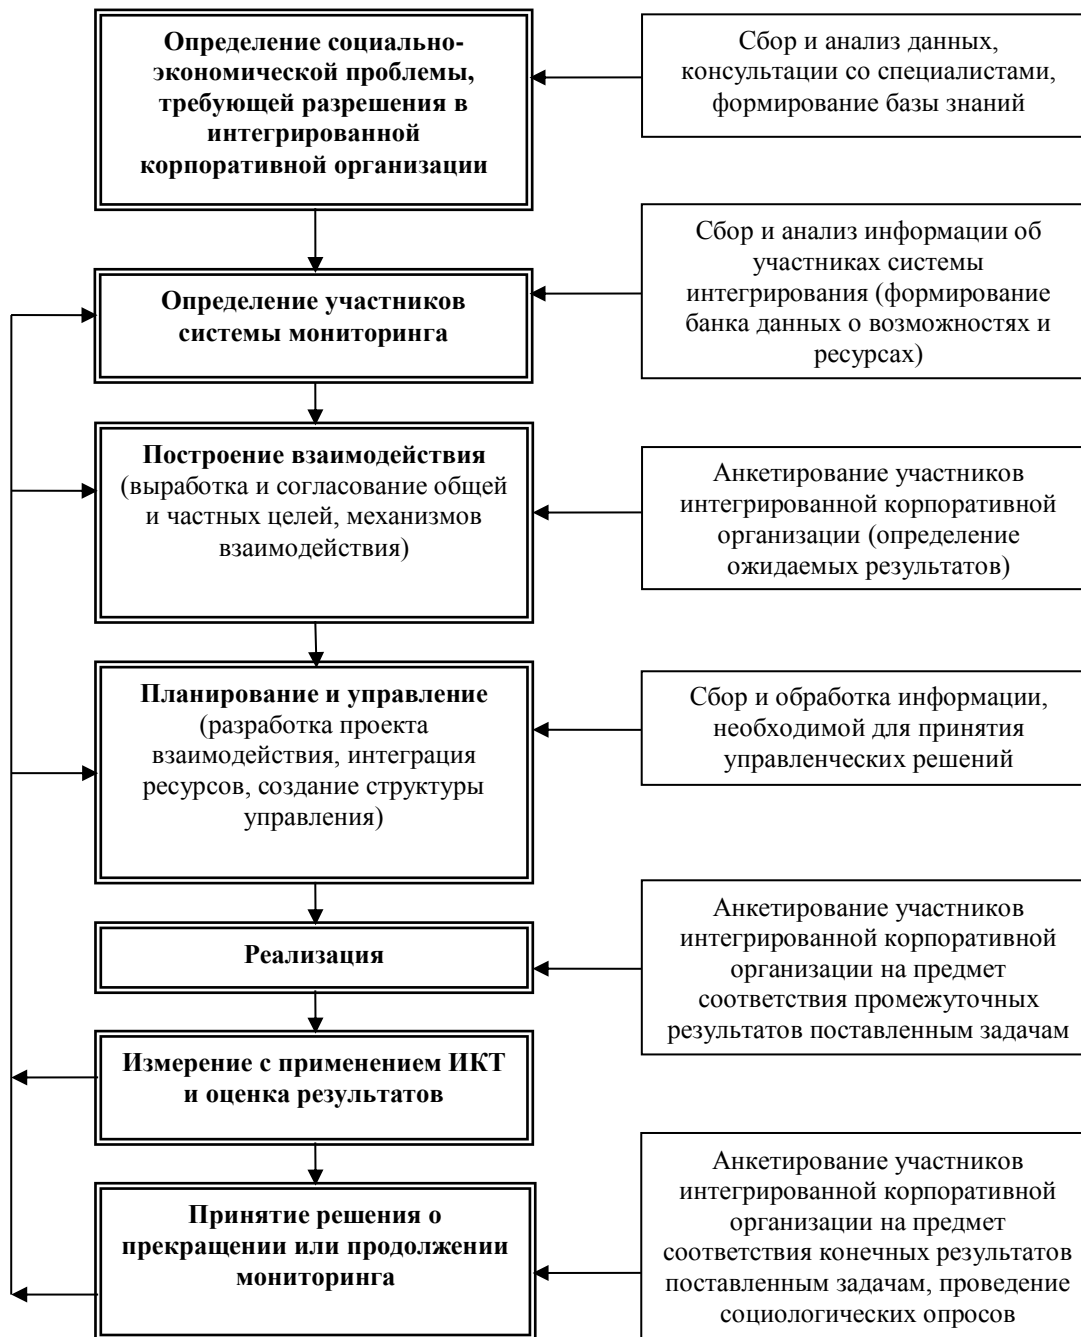 Определение социально-
экономической проблемы,
требующей разрешения в
интегрированной
корпоративной организации
Сбор и анализ данных,
консультации со специалистами,
формирование базы знаний
Определение участников
системы мониторинга
Сбор и анализ информации об
участниках системы
интегрирования (формирование
банка данных о возможностях и
ресурсах)
Построение взаимодействия
(выработка и согласование общей
и частных целей, механизмов
взаимодействия)
Анкетирование участников
интегрированной корпоративной
организации (определение
ожидаемых результатов)
Планирование и управление
(разработка проекта
взаимодействия, интеграция
ресурсов, создание структуры
управления)
Сбор и обработка информации,
необходимой для принятия
управленческих решений
Реализация
Анкетирование участников
интегрированной корпоративной
организации на предмет
соответствия промежуточных
результатов поставленным задачам
Измерение с применением ИКТ
и оценка результатов
Принятие решения о
прекращении или продолжении
мониторинга
Анкетирование участников
интегрированной корпоративной
организации на предмет
соответствия конечных результатов
поставленным задачам, проведение
социологических опросов